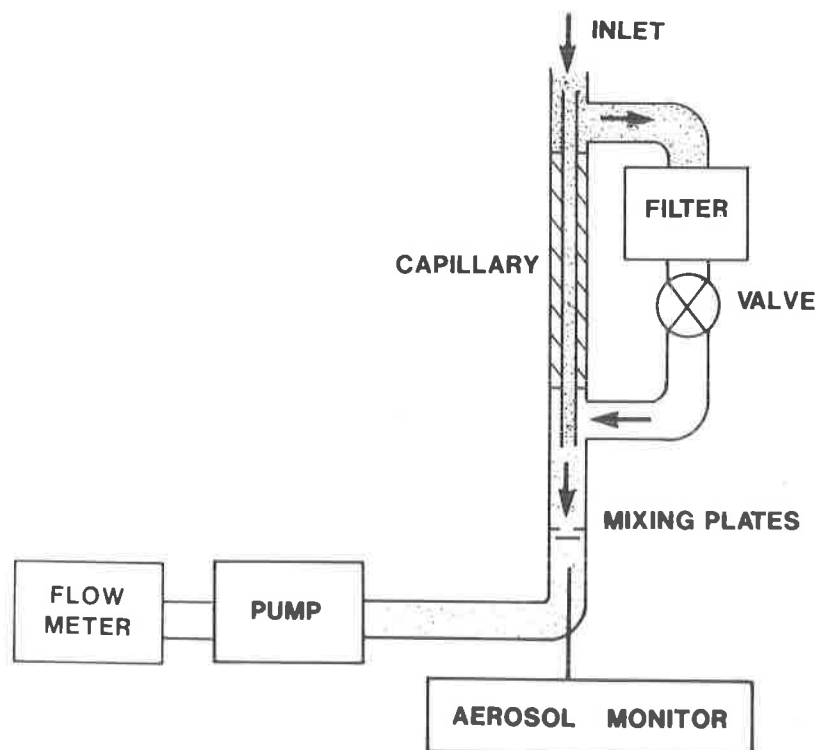 INLET
FILTER
CAPILLARY
VALVE
MIXING PLATES
FLOW
METER
PUMP
AEROSOL MONITOR